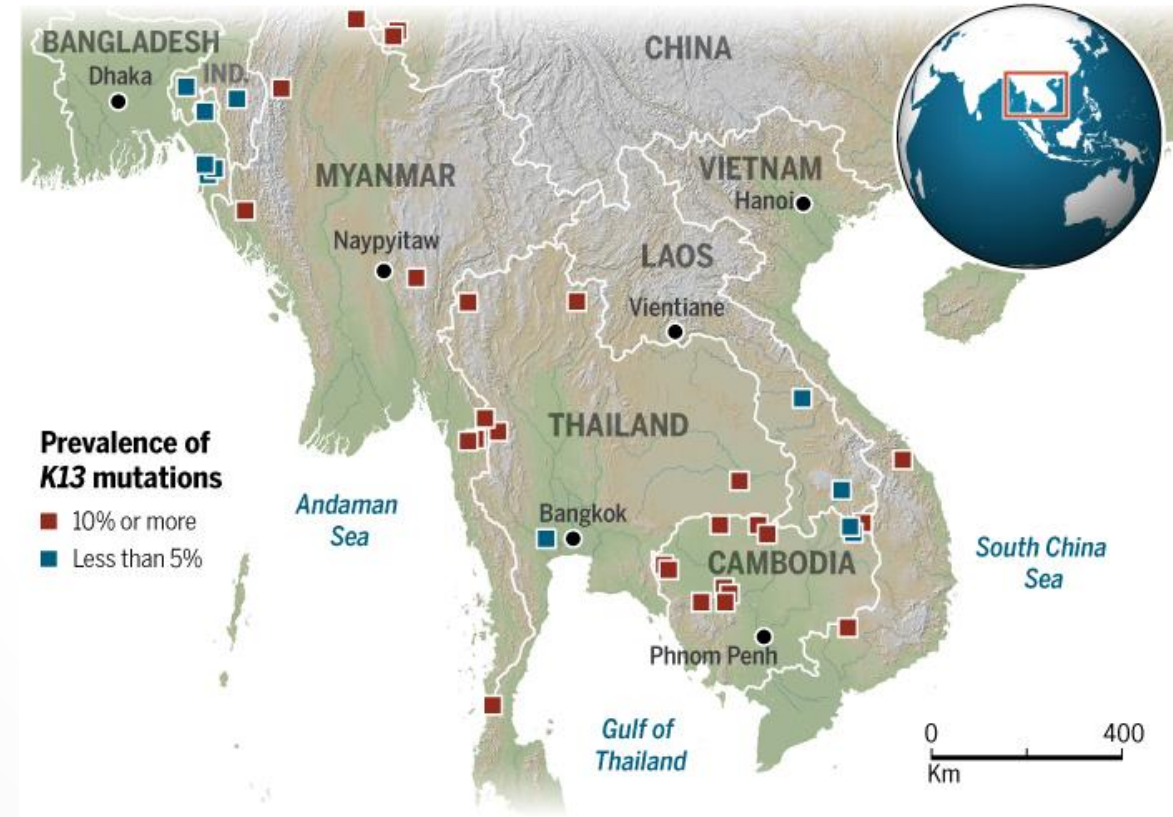 BANGLADESH
Dhaka
IND.
CHINA
MYANMAR
VIETNAM
Hanoi
Naypyitaw
LAOS
Vientiane
THAILAND
Prevalence of
K13 mutations
10% or more
Less than 5%
Andaman
Sea
Bangkok
CAMBODIA
South China
Sea
Phnom Penh
Gulf of
Thailand
0 400
Km